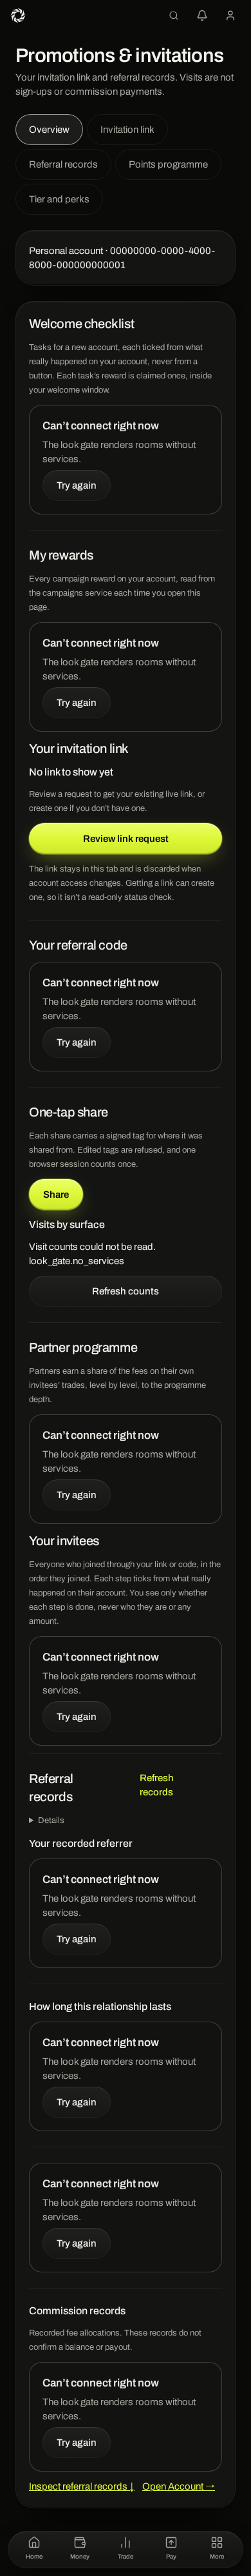 Promotions & invitations
Your invitation link and referral records. Visits are not
sign-ups or commission payments.
Overview
Invitation link
Referral records
Points programme
Tier and perks
Personal account · 00000000-0000-4000-
8000-000000000001
Welcome checklist
Tasks for a new account, each ticked from what
really happened on your account, never from a
button. Each task's reward is claimed once, inside
your welcome window.
Can't connect right now
The look gate renders rooms without
services.
Try again
My rewards
Every campaign reward on your account, read from
the campaigns service each time you open this
page.
Can't connect right now
The look gate renders rooms without
services.
Try again
Your invitation link
No link to show yet
Review a request to get your existing link, or
create one if you don't have one.
Review link request
The link stays in this tab and is discarded when
account access changes. Getting a link can create
one, so it isn't a read-only status check.
Your referral code
Can't connect right now
The look gate renders rooms without
services.
Try again
One-tap share
Each share carries a signed tag for where it was
shared from. Edited tags are refused, and one
browser session counts once.
Share
Visits by surface
Visit counts could not be read.
look_gate.no_services
Refresh counts
Partner programme
Partners earn a share of the fees on their own
invitees' trades, level by level, to the programme
depth.
Can't connect right now
The look gate renders rooms without
services.
Try again
Your invitees
Everyone who joined through your link or code, in the
order they joined. Each step ticks from what really
happened on their account. You see only whether
each step is done, never who they are or any
amount.
Can't connect right now
The look gate renders rooms without
services.
Try again
Referral
records
Refresh
records
Details
Your recorded referrer
Can't connect right now
The look gate renders rooms without
services.
Try again
How long this relationship lasts
Can't connect right now
The look gate renders rooms without
services.
Try again
Can't connect right now
The look gate renders rooms without
services.
Try again
Commission records
Recorded fee allocations. These records do not
confirm a balance or payout.
Can't connect right now
The look gate renders rooms without
services.
Try again
Inspect referral records ↓ Open Account →
Home
Money
Trade
Pay
More